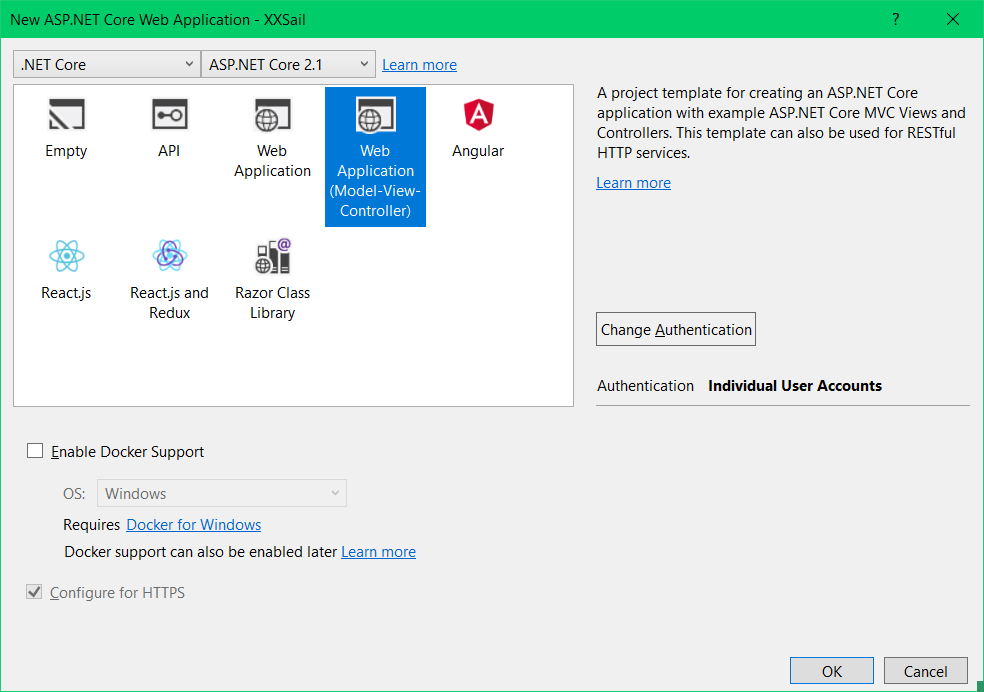 New ASP.NET Core Web Application - XXSail
?
.NET Core
ASP.NET Core 2.1
Learn more
Empty
API
Web
Application
Web
Application
(Model-View-
Controller)
Angular
React.js
React.js and
Redux
Razor Class
Library
A project template for creating an ASP.NET Core
application with example ASP.NET Core MVC Views and
Controllers. This template can also be used for RESTful
HTTP services.
Learn more
Change Authentication
Authentication Individual User Accounts
Enable Docker Support
OS: Windows
Requires Docker for Windows
Docker support can also be enabled later Learn more
Configure for HTTPS
OK
Cancel